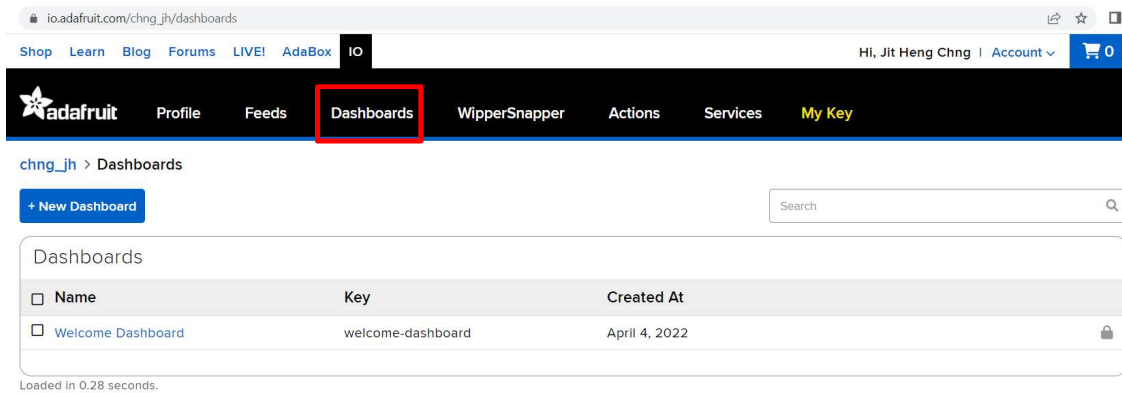 io.adafruit.com/chng_jh/dashboards
Shop Learn Blog Forums LIVE! AdaBox IO Hi, Jit Heng Chng | Account 0
adafruit Profile Feeds Dashboards WipperSnapper Actions Services My Key
chng_jh > Dashboards
+ New Dashboard Search
Dashboards
Name Key Created At
Welcome Dashboard welcome-dashboard April 4, 2022
Loaded in 0.28 seconds.